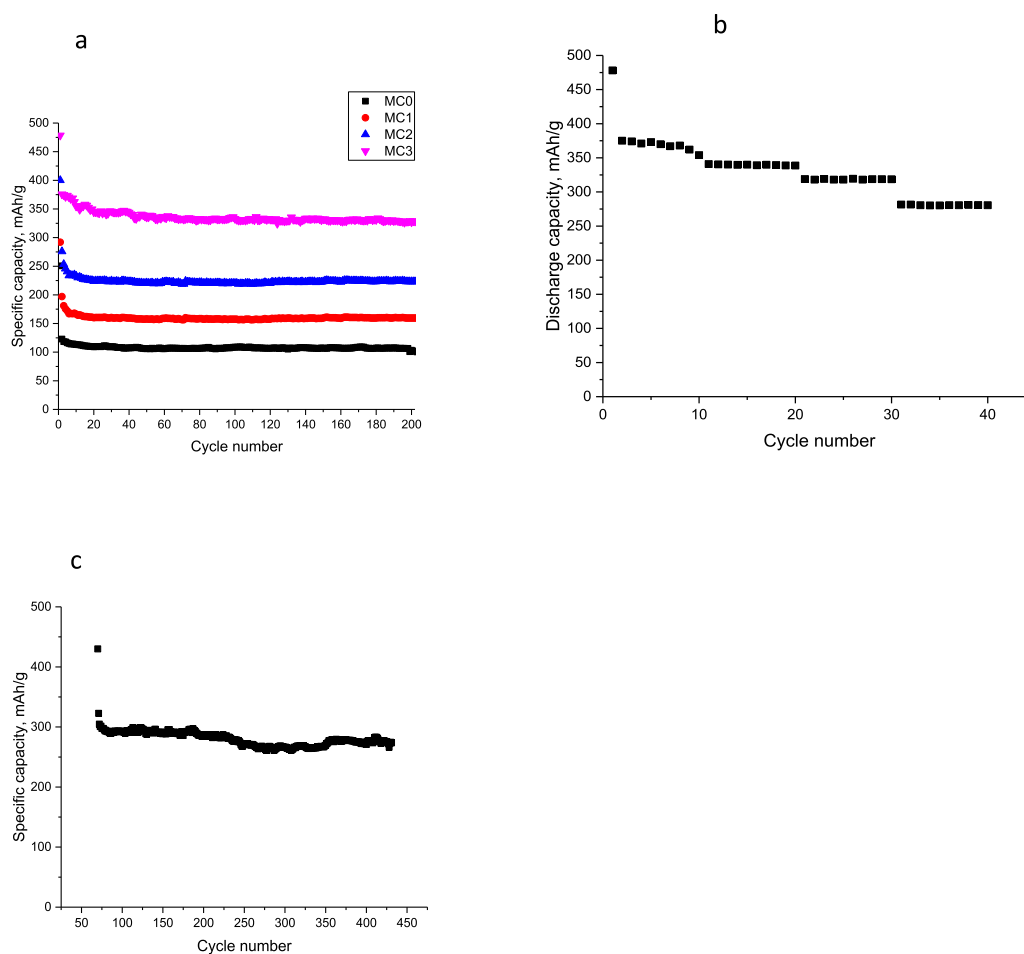 a
MC0
MC1
MC2
MC3
500
450
400
350
300
250
200
150
100
50
0
Specific capacity, mAh/g
0 20 40 60 80 100 120 140 160 180 200
Cycle number
b
500
450
400
350
300
250
200
150
100
50
0
Discharge capacity, mAh/g
0 10 20 30 40
Cycle number
c
500
400
300
200
100
0
Specific capacity, mAh/g
50 100 150 200 250 300 350 400 450
Cycle number